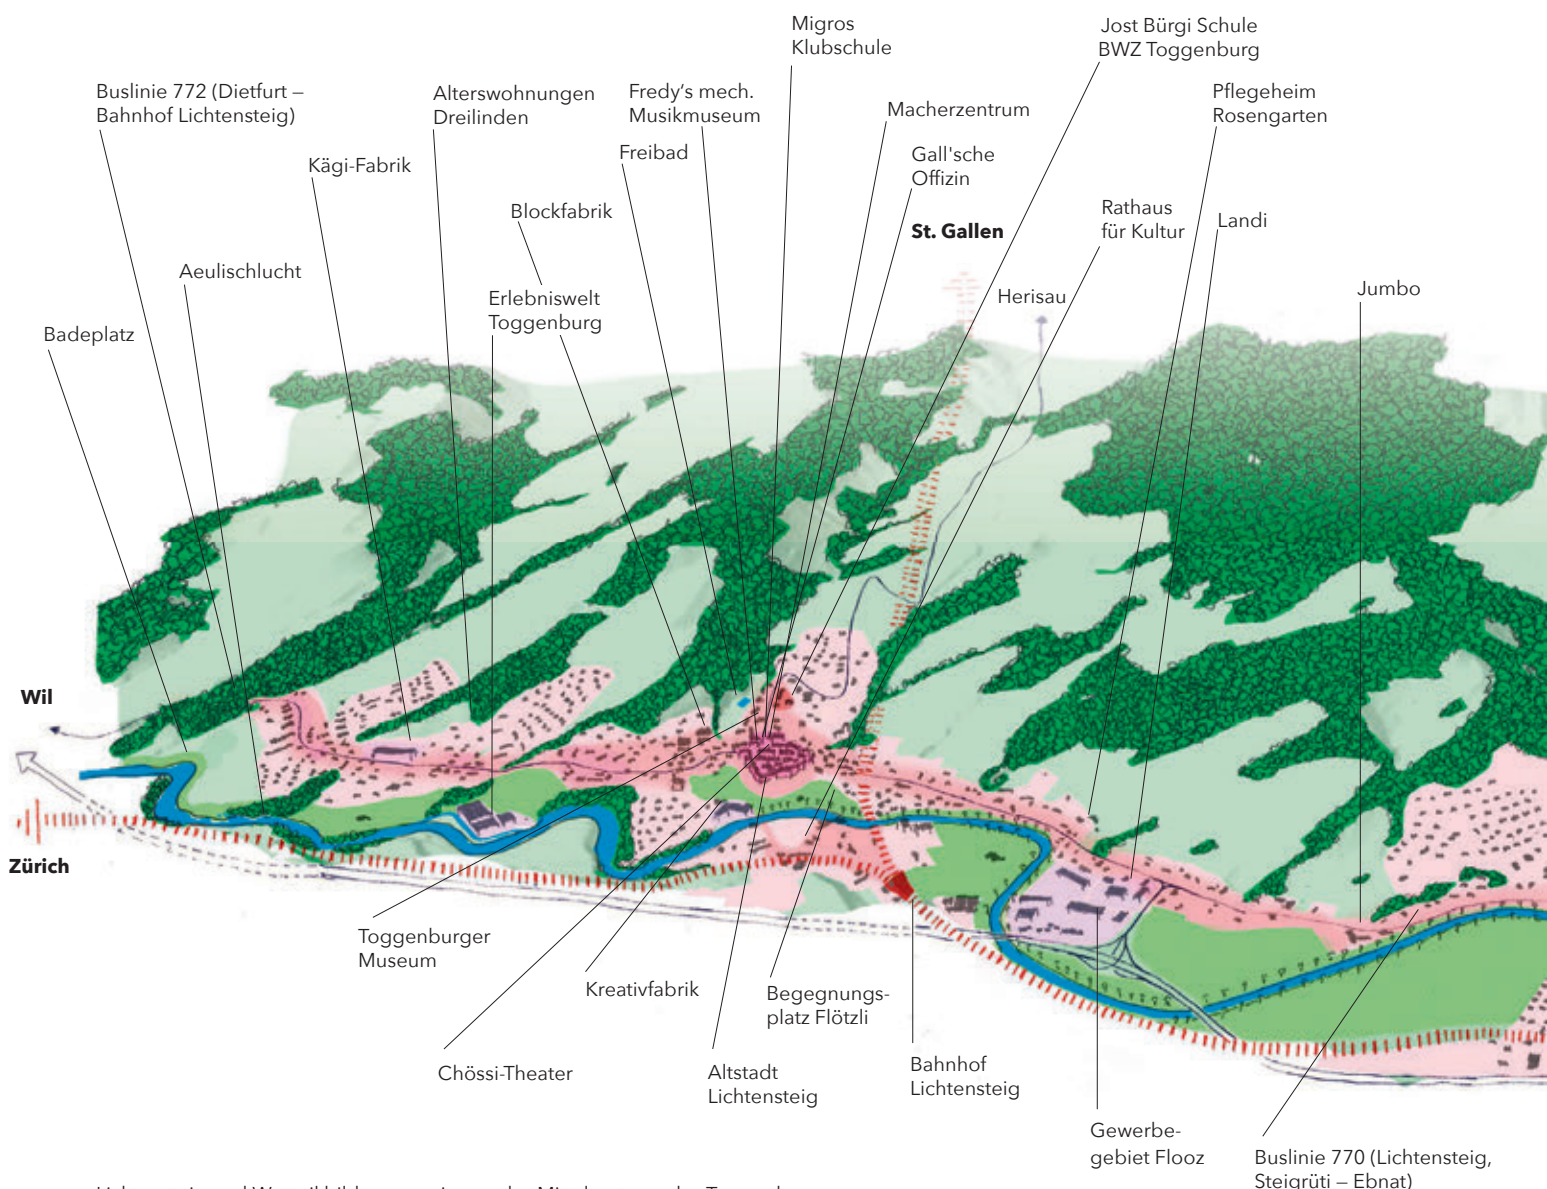 Migros
Klubschule
Jost Bürgi Schule
BWZ Toggenburg
Buslinie 772 (Dietfurt –
Bahnhof Lichtensteig)
Alterswohnungen
Dreilinden
Fredy's mech.
Musikmuseum
Macherzentrum
Pflegeheim
Rosengarten
Kägi-Fabrik
Freibad
Gall'sche
Offizin
Blockfabrik
Rathaus
für Kultur
Landi
St. Gallen
Aeulischlucht
Erlebniswelt
Toggenburg
Herisau
Jumbo
Badeplatz
Wil
Zürich
Toggenburger
Museum
Kreativfabrik
Begegnungs-
platz Flötzli
Chössi-Theater
Altstadt
Lichtensteig
Bahnhof
Lichtensteig
Gewerbe-
gebiet Flooz
Buslinie 770 (Lichtensteig,
Steigrüti – Ebnat)